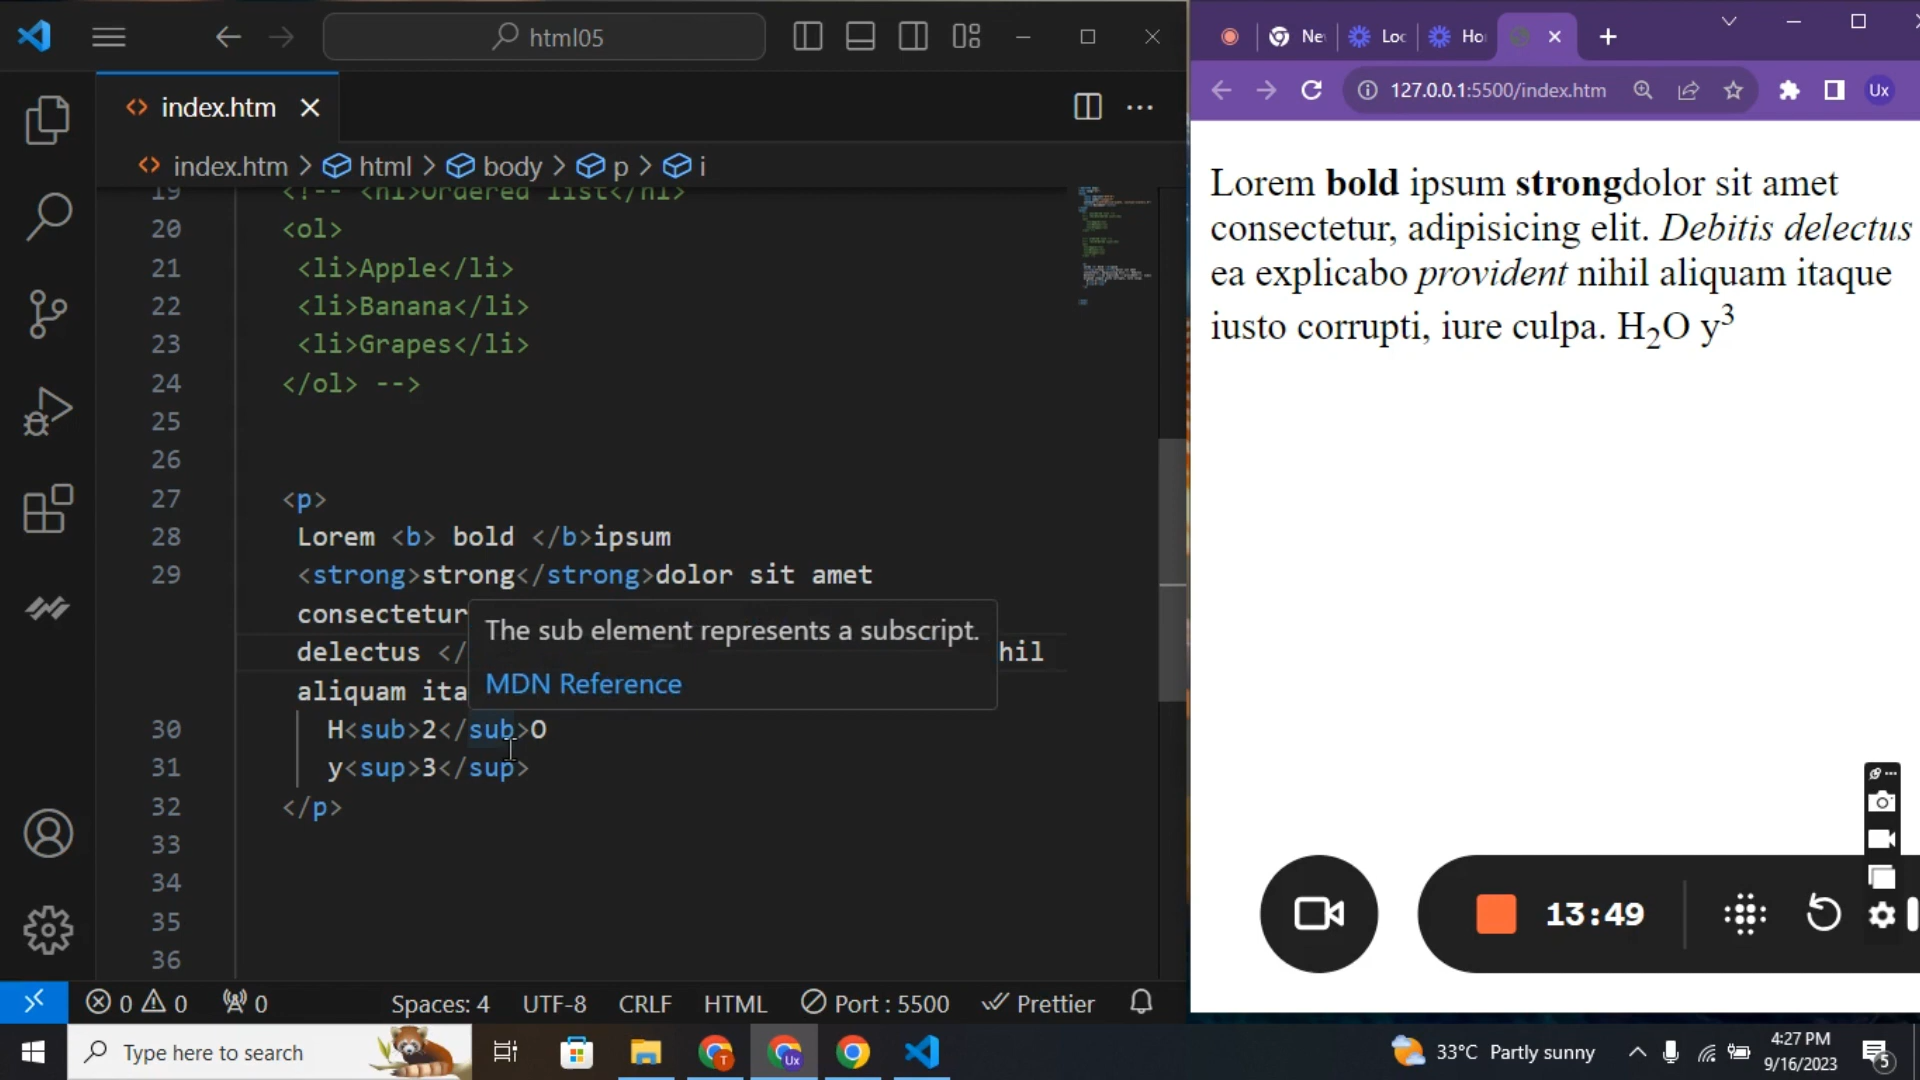 html05
index.htm
index.htm > html > body > p > i
19 <!-- <h1>Ordered list</h1>
20 <ol>
21 <li>Apple</li>
22 <li>Banana</li>
23 <li>Grapes</li>
24 </ol> -->
25
26
27 <p>
28 Lorem <b> bold </b>ipsum
29 <strong>strong</strong>dolor sit amet
consectetur
delectus </ hil
aliquam ita
The sub element represents a subscript.
MDN Reference
30 H<sub>2</sub>O
31 y<sup>3</sup>
32 </p>
33
34
35
36
0 0 0 Spaces: 4 UTF-8 CRLF HTML Port : 5500 Prettier
Ne Loc Ho
127.0.0.1:5500/index.htm Ux
Lorem bold ipsum strongdolor sit amet
consectetur, adipisicing elit. Debitis delectus
ea explicabo provident nihil aliquam itaque
iusto corrupti, iure culpa. H₂O y³
13:49
Type here to search
T
Ux
33°C Partly sunny
4:27 PM
9/16/2023
5